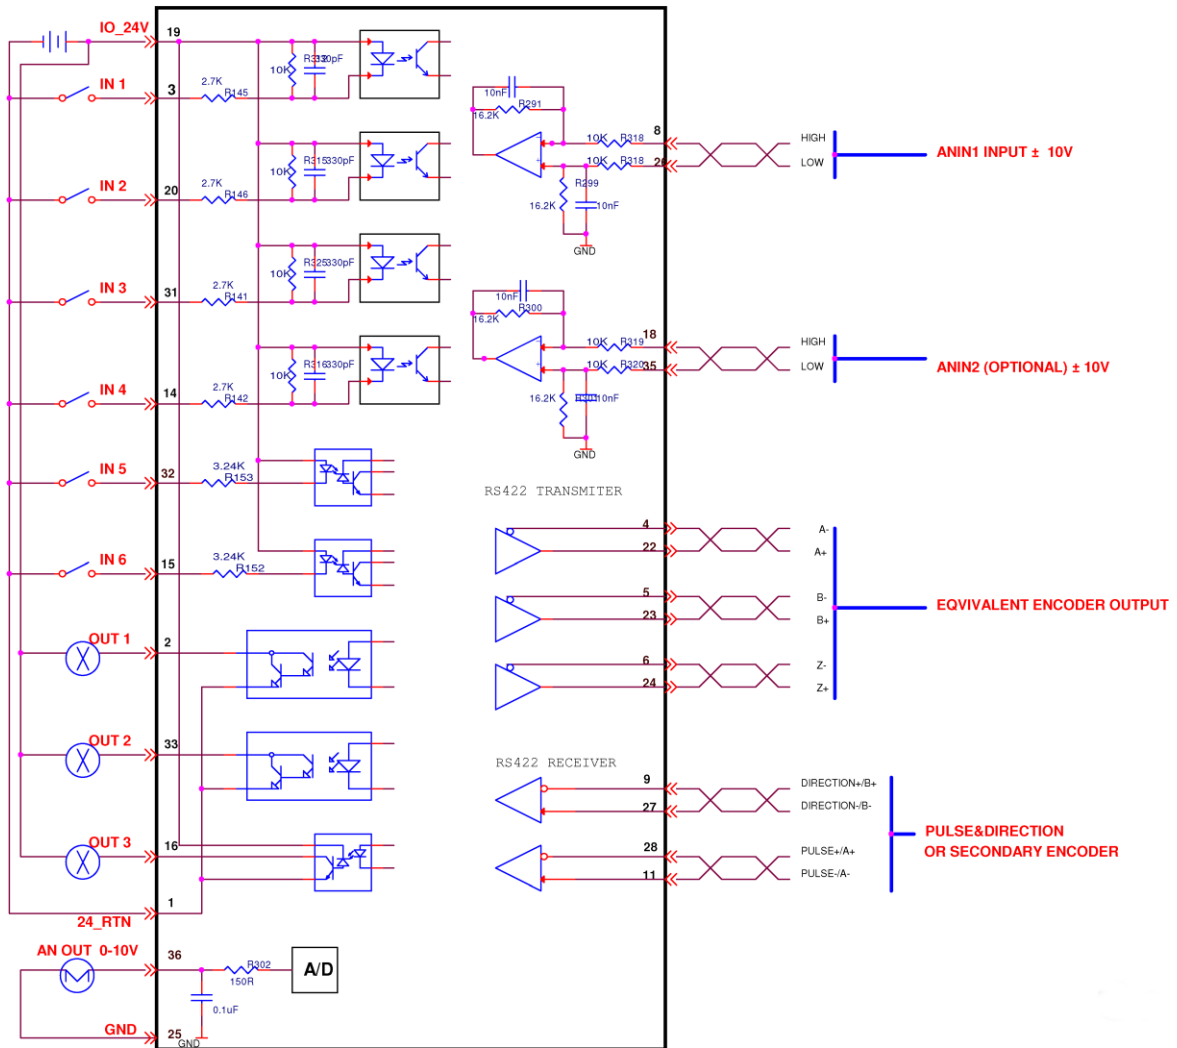 IO_24V
19
R332
330pF
10K
IN 1
3
2.7K
R145
10nF
R291
16.2K
8
10K
R318
HIGH
10K
R318
26
LOW
ANIN1 INPUT ± 10V
R315
330pF
10K
IN 2
20
2.7K
R146
R299
16.2K
10nF
GND
R325
330pF
10K
IN 3
31
2.7K
R141
10nF
R300
16.2K
18
10K
R319
HIGH
10K
R320
35
LOW
ANIN2 (OPTIONAL) ± 10V
R316
330pF
10K
IN 4
14
2.7K
R142
16.2K
10nF
GND
IN 5
32
3.24K
R153
RS422 TRANSMITER
4
A-
22
A+
IN 6
15
3.24K
R152
5
B-
23
B+
EQVIVALENT ENCODER OUTPUT
OUT 1
2
6
Z-
24
Z+
OUT 2
33
RS422 RECEIVER
9
DIRECTION+/B+
27
DIRECTION-/B-
OUT 3
16
28
PULSE+/A+
11
PULSE-/A-
PULSE&DIRECTION
OR SECONDARY ENCODER
24_RTN
1
AN OUT 0-10V
36
R302
150R
A/D
0.1uF
GND
25
GND